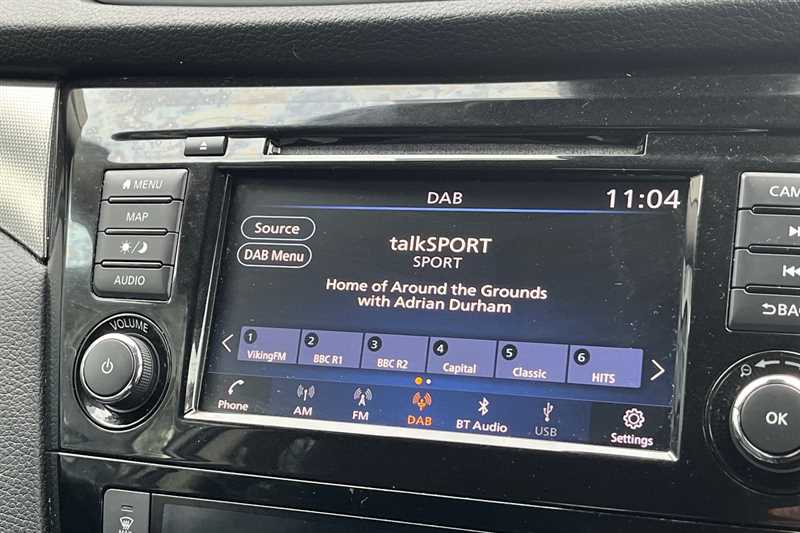 MENU
MAP
AUDIO
VOLUME
DAB
11:04
Source
DAB Menu
talkSPORT
SPORT
Home of Around the Grounds
with Adrian Durham
1 VikingFM
2 BBC R1
3 BBC R2
4 Capital
5 Classic
6 HITS
Phone
AM
FM
DAB
BT Audio
USB
Settings
CAM
BAC
OK